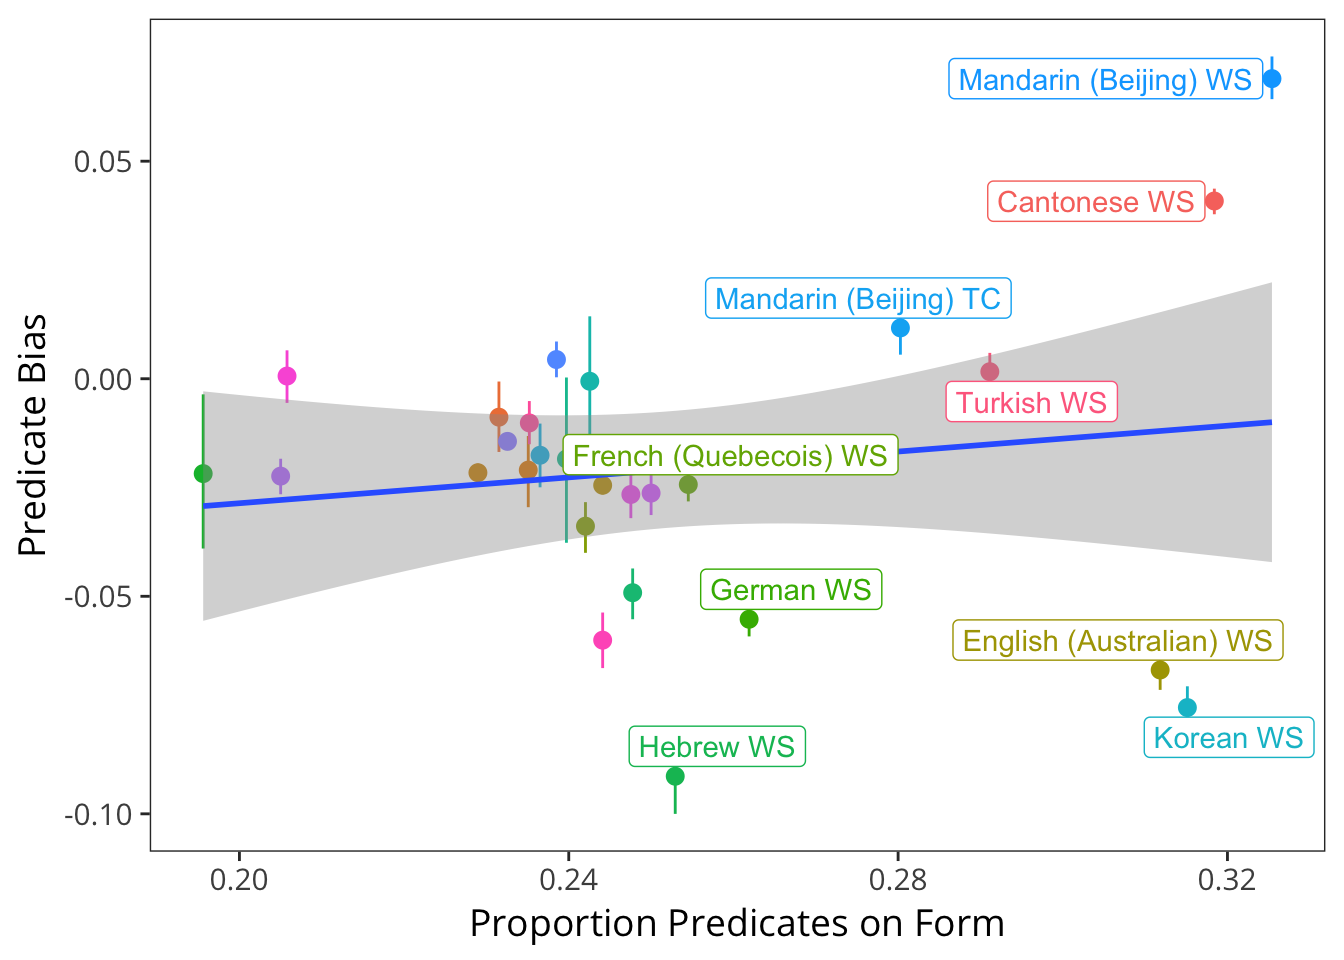 Mandarin (Beijing) WS
0.05
Cantonese WS
Mandarin (Beijing) TC
0.00
Turkish WS
French (Quebecois) WS
Predicate Bias
-0.05
German WS
English (Australian) WS
Korean WS
Hebrew WS
-0.10
0.20
0.24
0.28
0.32
Proportion Predicates on Form